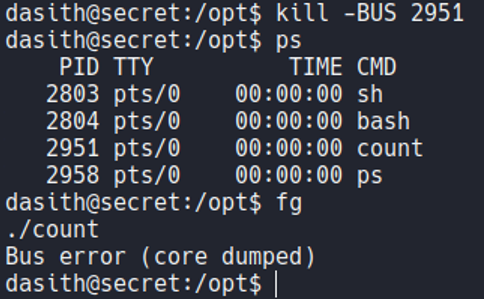 dasith@secret:/opt$ kill -BUS 2951
dasith@secret:/opt$ ps
    PID TTY          TIME CMD
   2803 pts/0    00:00:00 sh
   2804 pts/0    00:00:00 bash
   2951 pts/0    00:00:00 count
   2958 pts/0    00:00:00 ps
dasith@secret:/opt$ fg
./count
Bus error (core dumped)
dasith@secret:/opt$